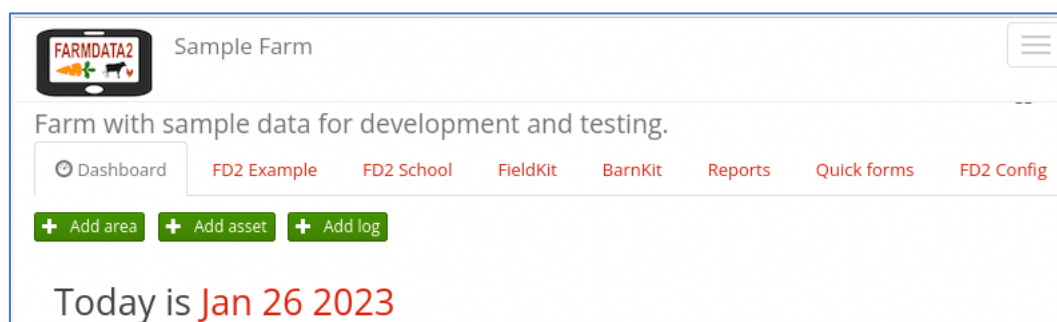 FARMDATA2
Sample Farm
Farm with sample data for development and testing.
Dashboard FD2 Example FD2 School FieldKit BarnKit Reports Quick forms FD2 Config
+ Add area + Add asset + Add log
Today is Jan 26 2023